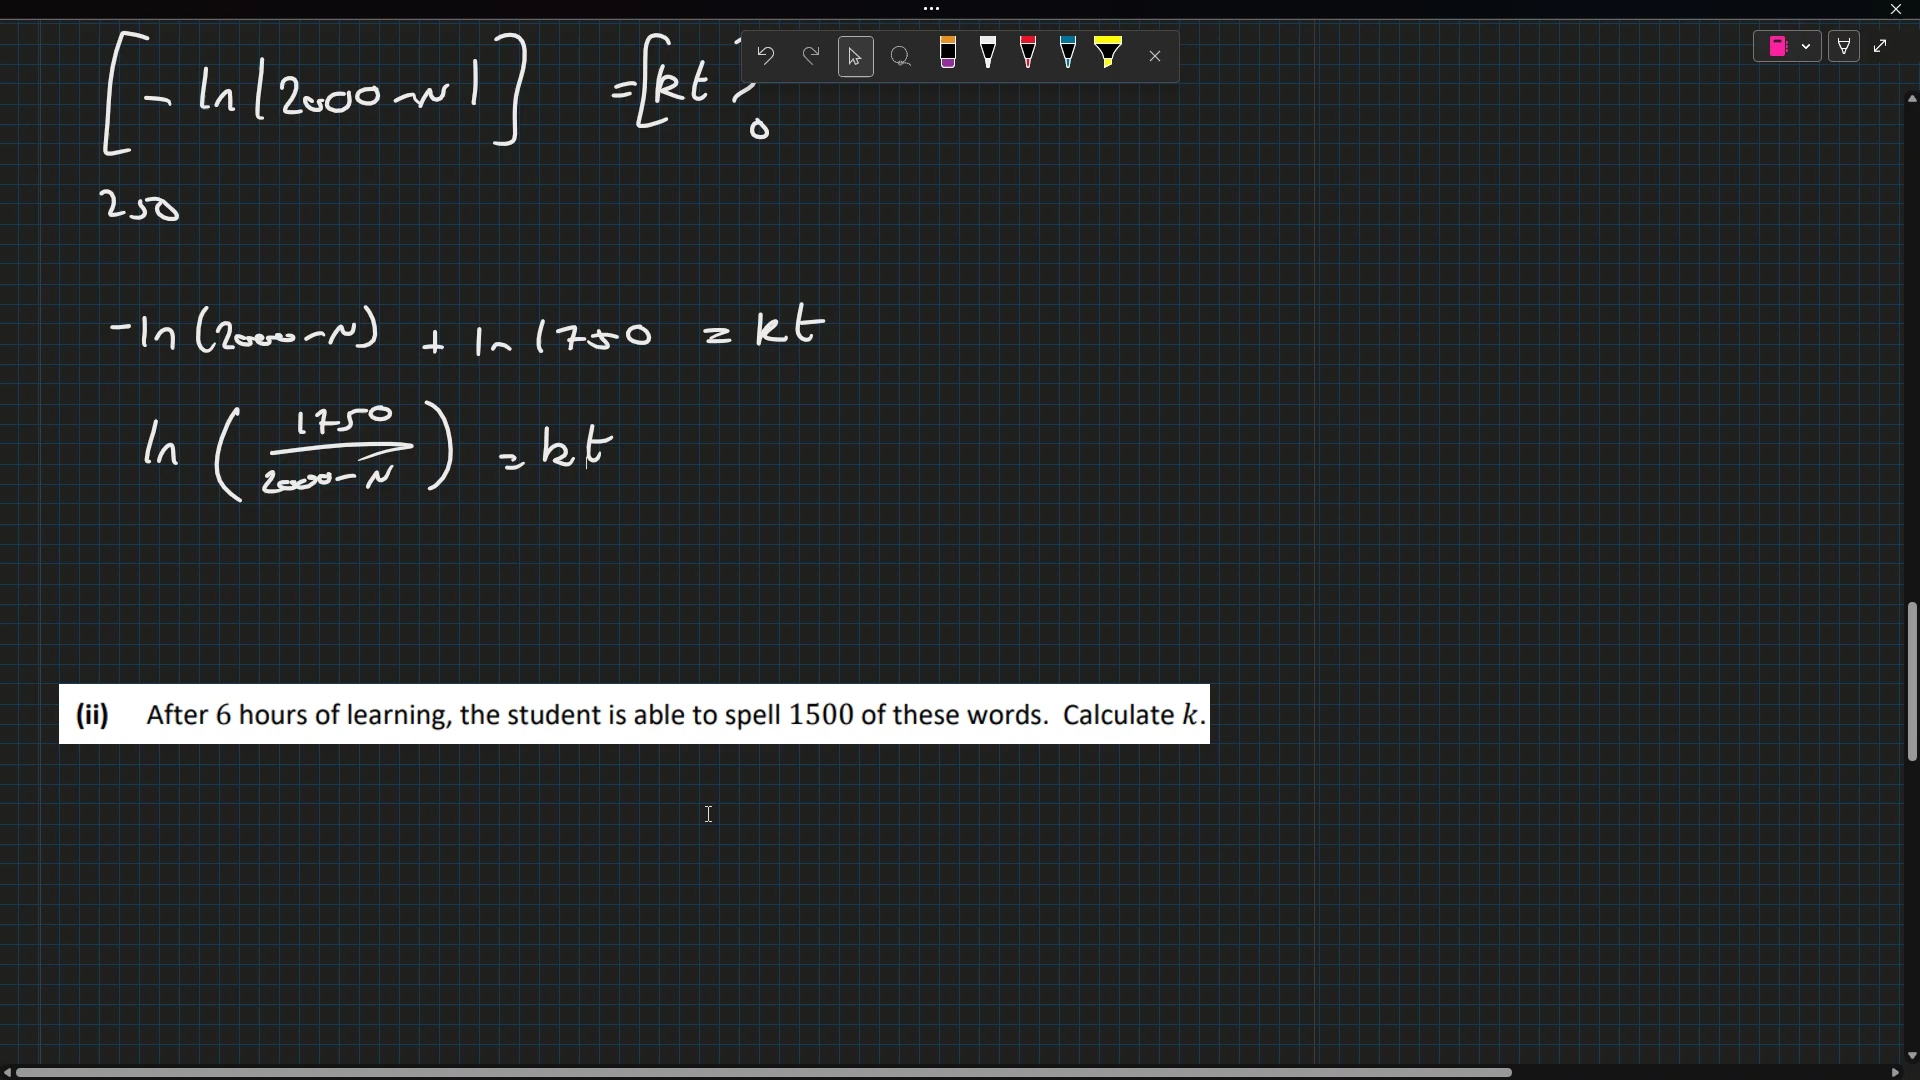 [-ln|2000-N|] = [kt]
0
250
-ln(2000-N) + ln 1750 = kt
ln (1750/2000-N) = kt
(ii) After 6 hours of learning, the student is able to spell 1500 of these words. Calculate k.